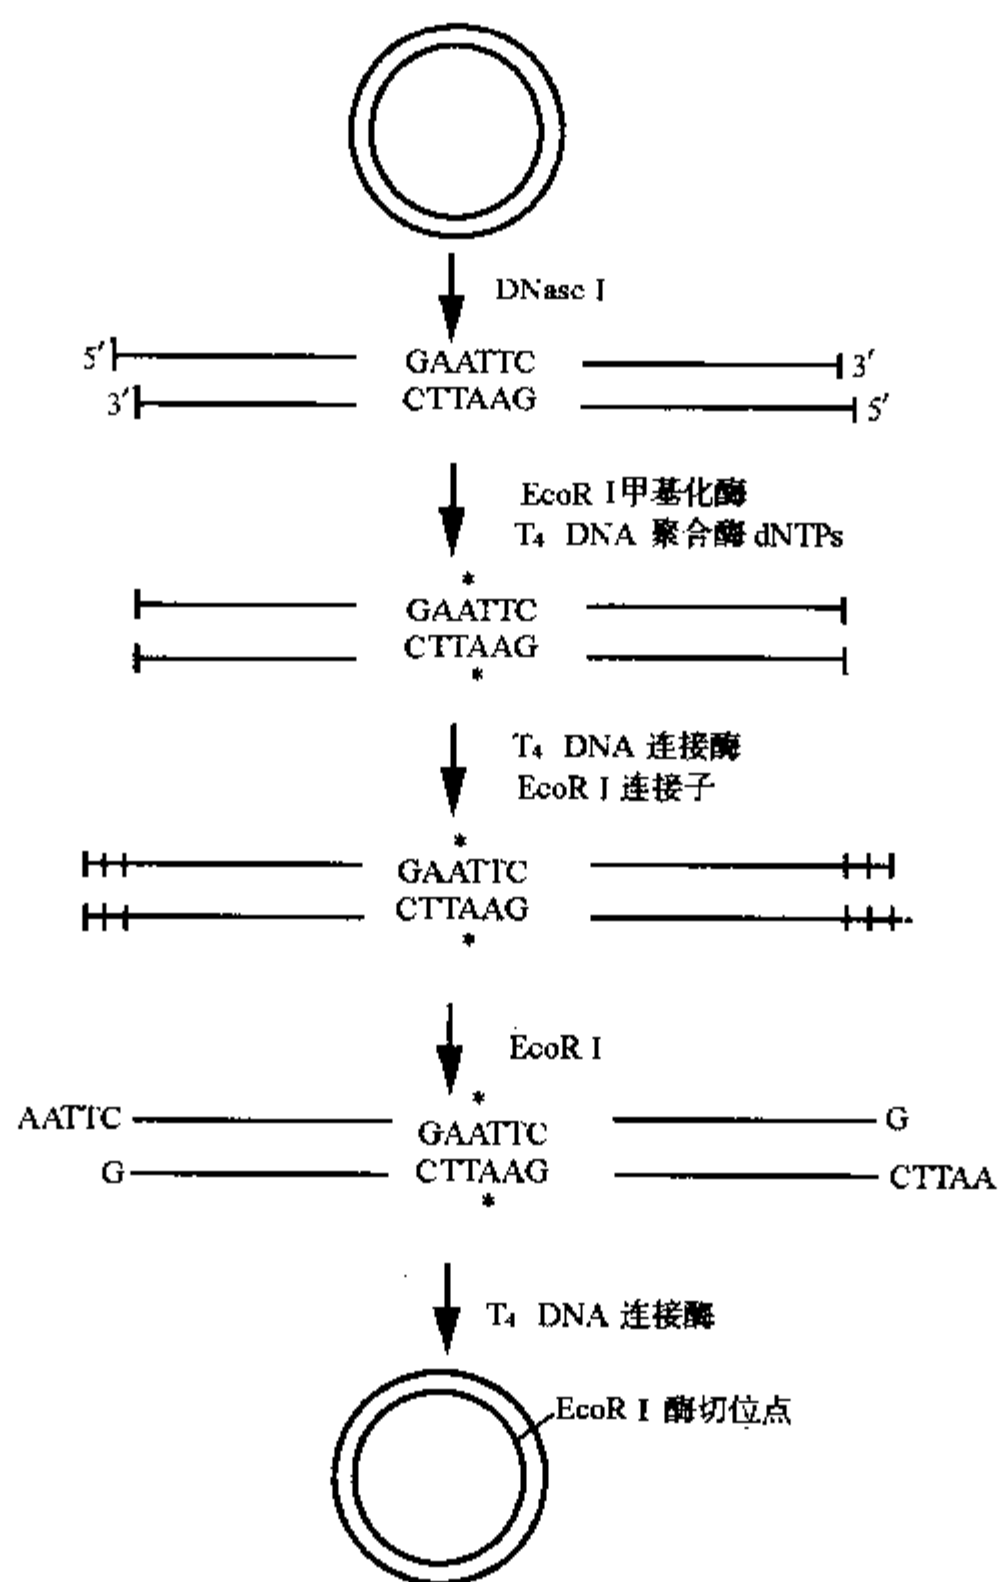 DNasc I
5′ GAATTC 3′
3′ CTTAAG 5′
EcoR I甲基化酶
T₄ DNA 聚合酶 dNTPs
*
GAATTC
CTTAAG
*
T₄ DNA 连接酶
EcoR I 连接子
*
GAATTC
CTTAAG
*
EcoR I
*
AATTC GAATTC G
G CTTAAG CTTAA
*
T₄ DNA 连接酶
EcoR I 酶切位点